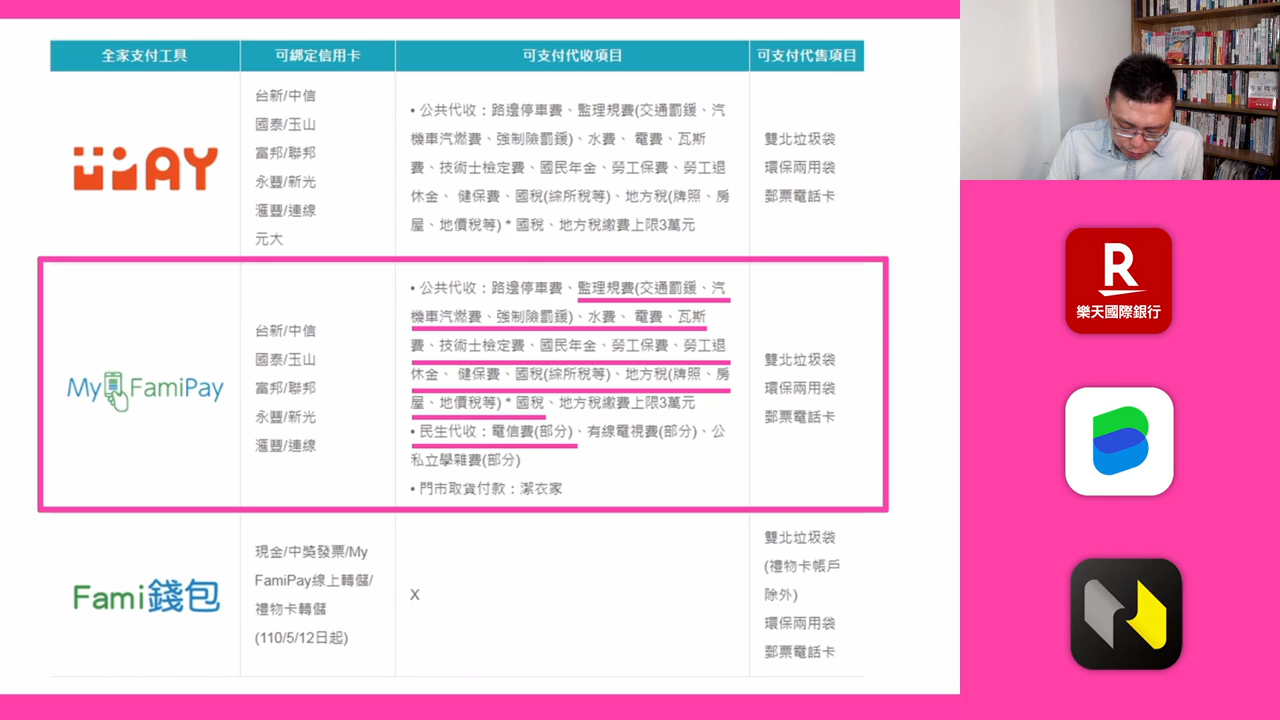 全家支付工具 可綁定信用卡 可支付代收項目 可支付代售項目
台新/中信
國泰/玉山
富邦/聯邦
永豐/新光
滙豐/連線
元大
• 公共代收：路邊停車費、監理規費(交通罰鍰、汽
機車汽燃費、強制險罰鍰)、水費、 電費、瓦斯
費、技術士檢定費、國民年金、勞工保費、勞工退
休金、 健保費、國稅(綜所稅等)、地方稅(牌照、房
屋、地價稅等) * 國稅、地方稅繳費上限3萬元
雙北垃圾袋
環保兩用袋
郵票電話卡
My FamiPay
台新/中信
國泰/玉山
富邦/聯邦
永豐/新光
滙豐/連線
• 公共代收：路邊停車費、監理規費(交通罰鍰、汽
機車汽燃費、強制險罰鍰)、水費、 電費、瓦斯
費、技術士檢定費、國民年金、勞工保費、勞工退
休金、 健保費、國稅(綜所稅等)、地方稅(牌照、房
屋、地價稅等) * 國稅、地方稅繳費上限3萬元
• 民生代收：電信費(部分)、有線電視費(部分)、公
私立學雜費(部分)
• 門市取貨付款：潔衣家
雙北垃圾袋
環保兩用袋
郵票電話卡
Fami錢包
現金/中獎發票/My
FamiPay線上轉儲/
禮物卡轉儲
(110/5/12日起)
X
雙北垃圾袋
(禮物卡帳戶
除外)
環保兩用袋
郵票電話卡
R
樂天國際銀行